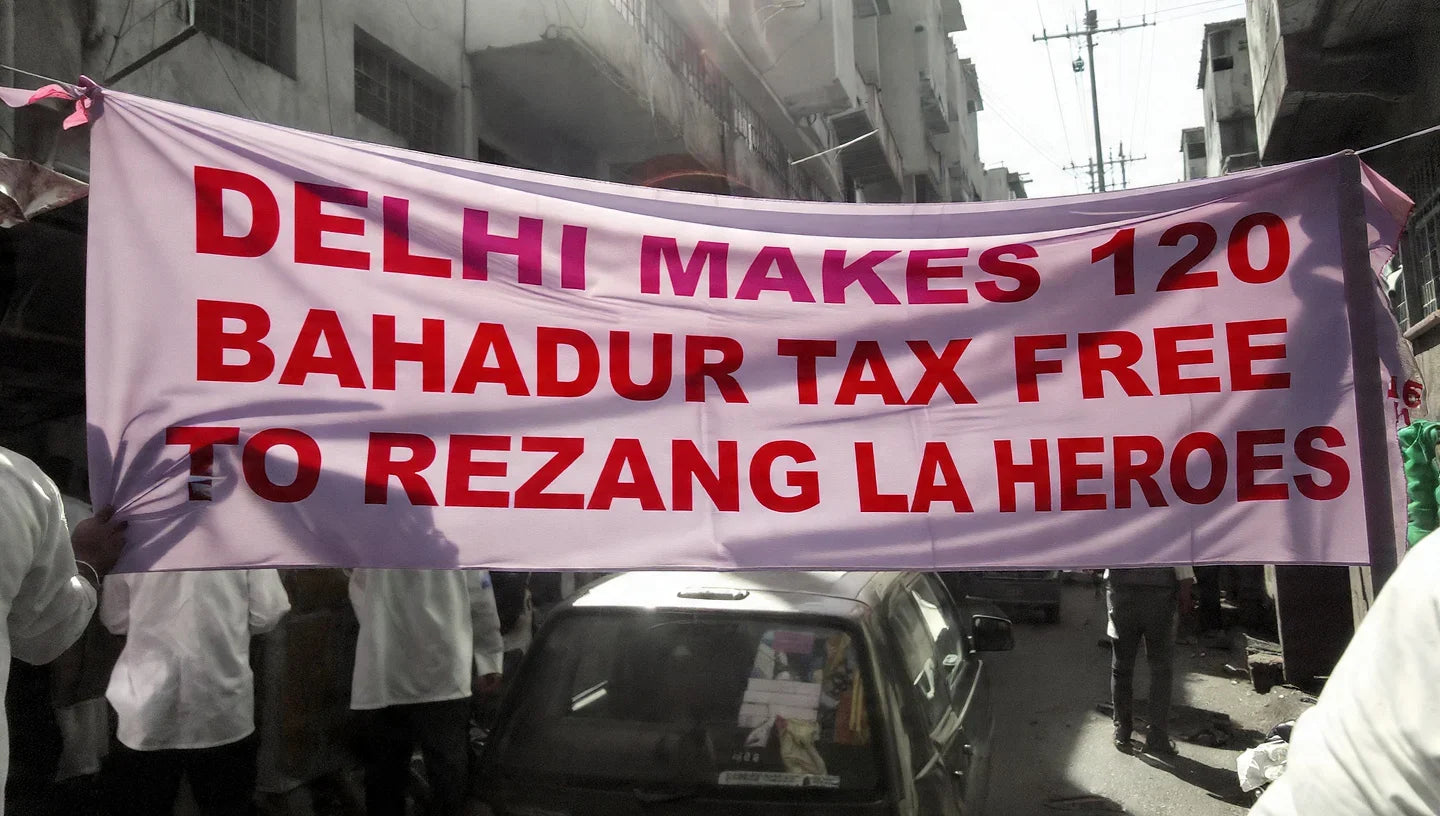 DELHI MAKES 120
BAHADUR TAX FREE
TO REZANG LA HEROES